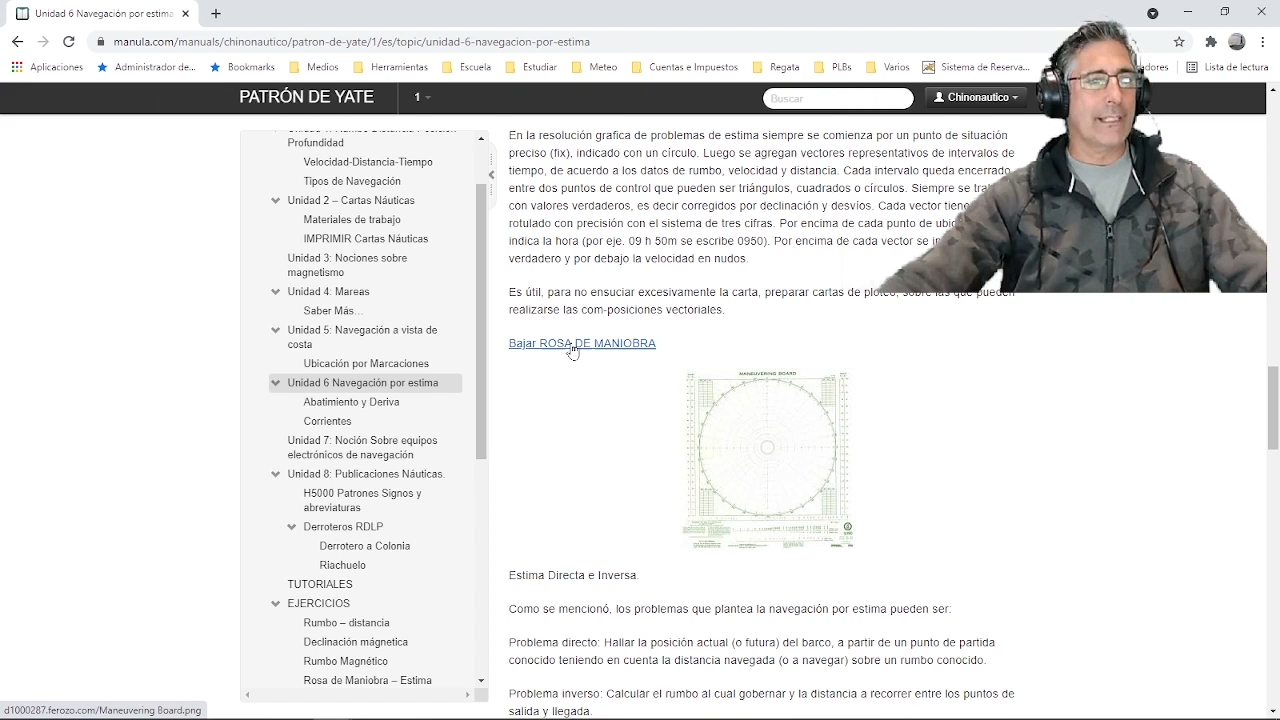 Unidad 6 Navegación por estima
manula.com/manuals/chinonautico/patron-de-yate/1/es/topic/unidad-6-navegacion-por-estima
Aplicaciones
Administrador de...
Bookmarks
Medios
Escuela
Estudiar
Meteo
Cuentas e Impuestos
Regata
PLBs
Varios
Sistema de Reserva...
Lista de lectura
PATRÓN DE YATE
1
Buscar
Chinonautico
Profundidad
Velocidad-Distancia-Tiempo
Tipos de Navegación
Unidad 2 – Cartas Náuticas
Materiales de trabajo
IMPRIMIR Cartas Náuticas
Unidad 3: Nociones sobre
magnetismo
Unidad 4: Mareas
Saber Más...
Unidad 5: Navegación a vista de
costa
Ubicación por Marcaciones
Unidad 6 Navegación por estima
Abatimiento y Deriva
Corrientes
Unidad 7: Noción Sobre equipos
electrónicos de navegación
Unidad 8: Publicaciones Náuticas.
H5000 Patrones Signos y
abreviaturas
Derroteros RDLP
Derrotero a Colonia
RIachuelo
TUTORIALES
EJERCICIOS
Rumbo – distancia
Declinación mágnetica
Rumbo Magnético
Rosa de Maniobra – Estima
En la resolución grafica de problemas de estima siempre se comienza por un punto de situación
preciso (fix), indicado con un círculo. Luego se agregan vectores representativos de intervalos de
tiempo, de acuerdo a los datos de rumbo, velocidad y distancia. Cada intervalo queda encerrado
entre dos puntos de control que pueden ser triángulos, cuadrados o círculos. Siempre se
con valores verdaderos, es decir corregidos por declinación y desvíos. Cada vector
rotulado con precisión con el sistema de tres cifras. Por encima de cada punto de
indica la hora (por eje. 09 h 50m se escribe 0950). Por encima de cada vector se
verdadero y por debajo la velocidad en nudos.
Es útil, para no ensuciar excesivamente la carta, preparar cartas de ploteo, sobre las que pueden
realizarse las com-posiciones vectoriales.
Bajar ROSA DE MANIOBRA
MANEUVERING BOARD
Estima Directa e Inversa.
Como se mencionó, los problemas que plantea la navegación por estima pueden ser:
Problema directo: Hallar la posición actual (o futura) del barco, a partir de un punto de partida
conocido teniendo en cuenta la distancia navegada (o a navegar) sobre un rumbo conocido.
Problema inverso: Calcular el rumbo al cual gobernar y la distancia a recorrer entre los puntos de
salida y llegada.
d1000287.ferozo.com/Maneuvering Board.png